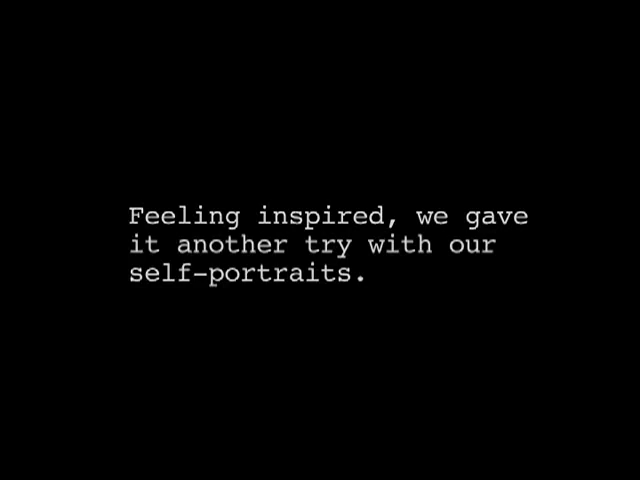 Feeling inspired, we gave
it another try with our
self-portraits.